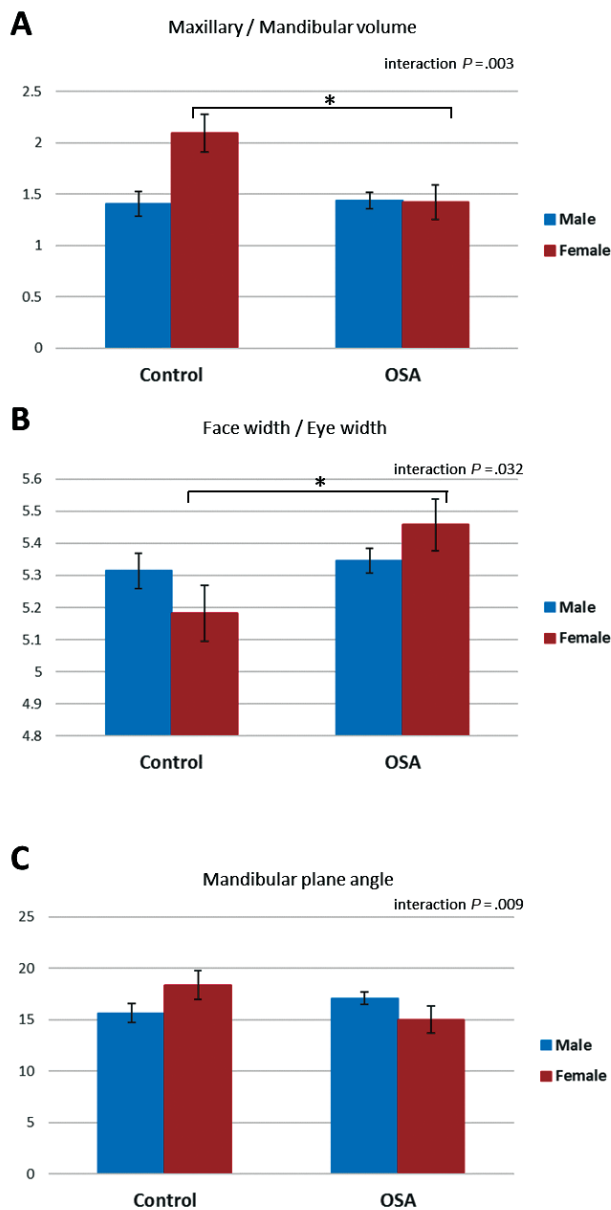 A
Maxillary / Mandibular volume
interaction P =.003
2.5
*
2
1.5
1
0.5
0
Male
Female
Control OSA
B
Face width / Eye width
interaction P =.032
5.6
*
5.5
5.4
5.3
5.2
5.1
5
4.9
4.8
Male
Female
Control OSA
C
Mandibular plane angle
interaction P =.009
25
20
15
10
5
0
Male
Female
Control OSA